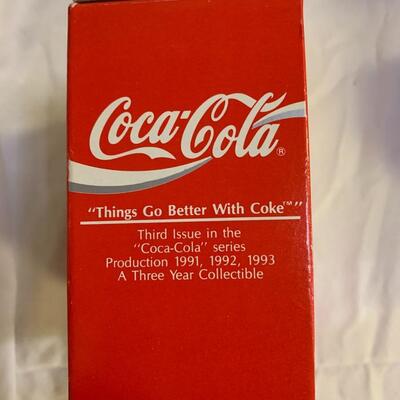 Coca-Cola®
"Things Go Better With Coke™"
Third Issue in the
"Coca-Cola" series
Production 1991, 1992, 1993
A Three Year Collectible